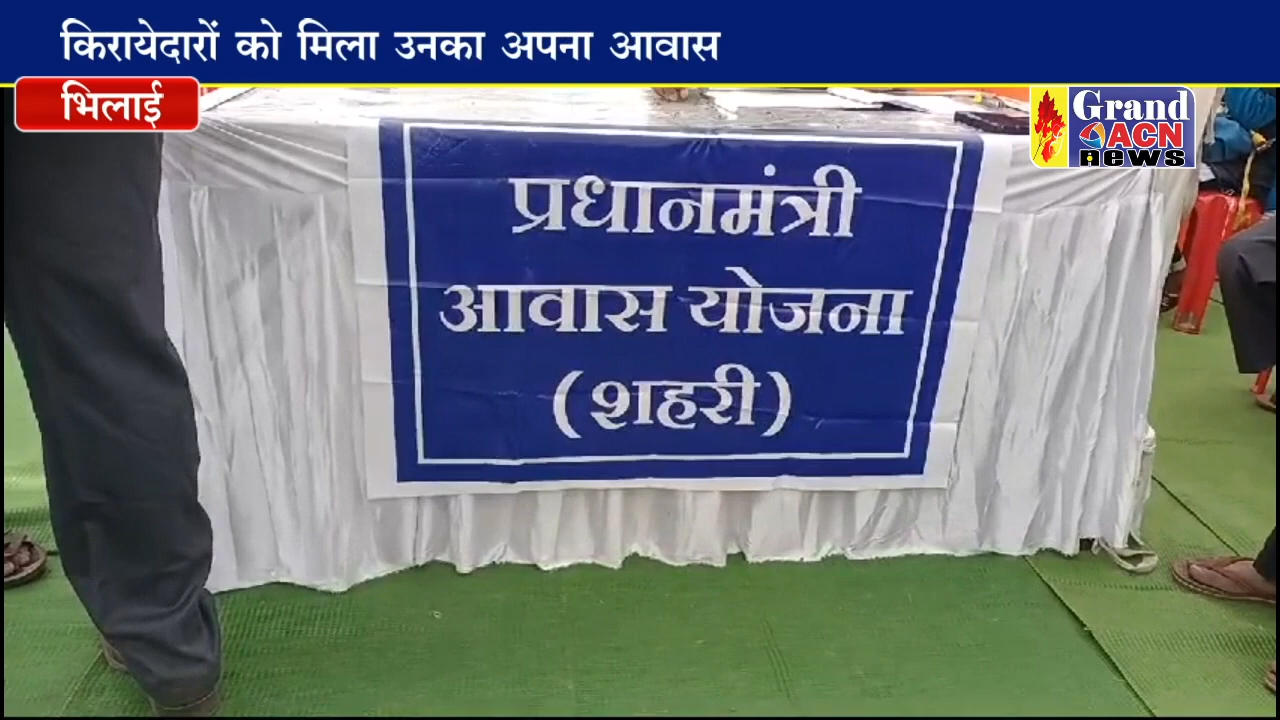 किरायेदारों को मिला उनका अपना आवास
भिलाई
Grand
ACN
news
प्रधानमंत्री
आवास योजना
(शहरी)